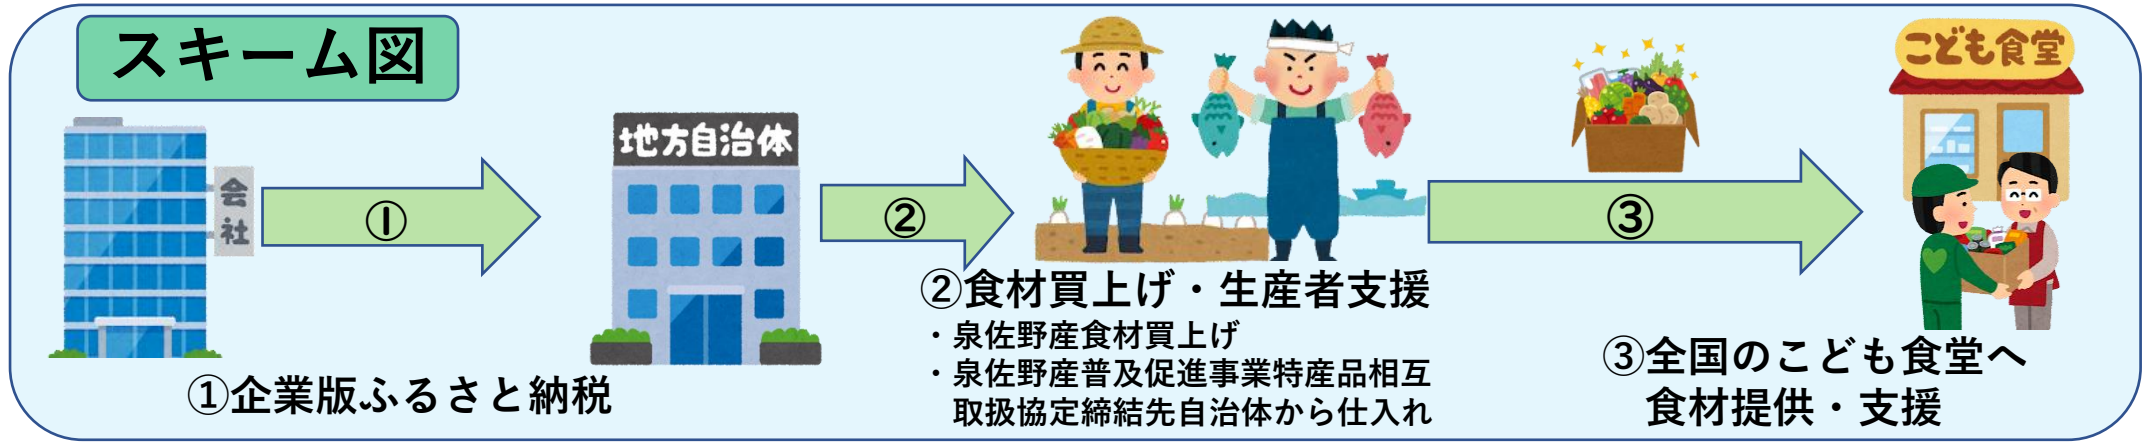 スキーム図
会社
①
地方自治体
②
③
こども食堂
①企業版ふるさと納税
②食材買上げ・生産者支援
・泉佐野産食材買上げ
・泉佐野産普及促進事業特産品相互
取扱協定締結先自治体から仕入れ
③全国のこども食堂へ
食材提供・支援